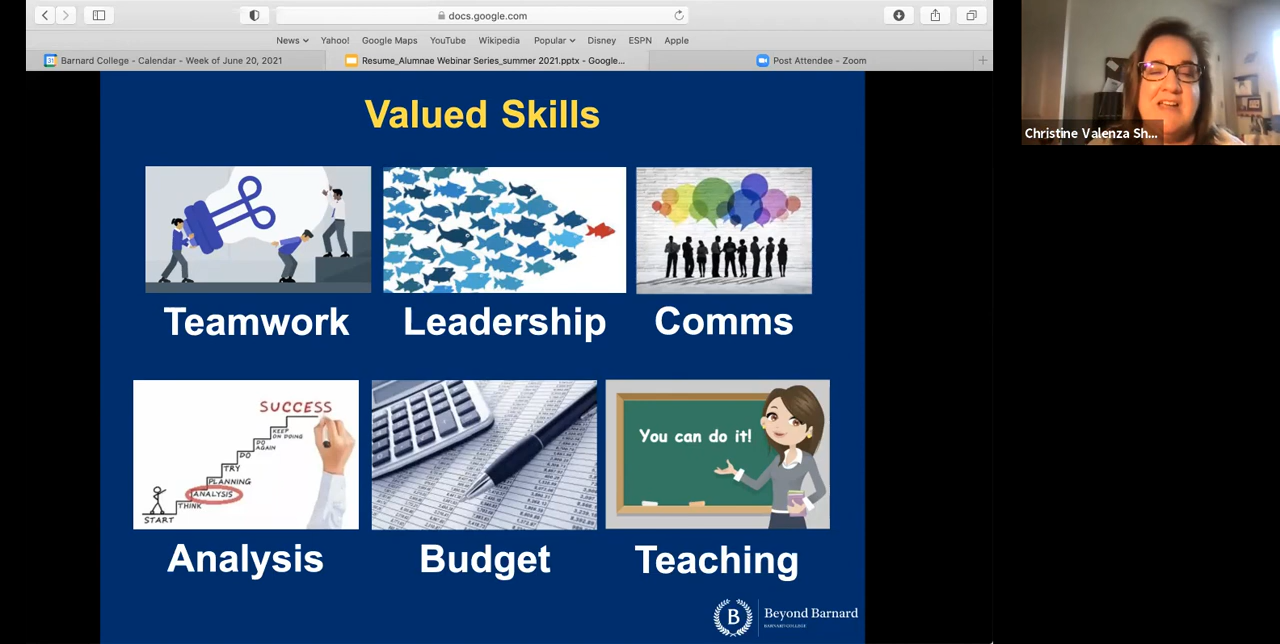 docs.google.com
News Yahoo! Google Maps YouTube Wikipedia Popular Disney ESPN Apple
31 Barnard College - Calendar - Week of June 20, 2021
Resume_Alumnae Webinar Series_summer 2021.pptx - Google...
Post Attendee - Zoom
Christine Valenza Sh...
Valued Skills
Teamwork Leadership Comms
SUCCESS
KEEP
ON DOING
DO
AGAIN
DO
TRY
PLANNING
ANALYSIS
THINK
START
You can do it!
Analysis Budget Teaching
B Beyond Barnard
BARNARD COLLEGE